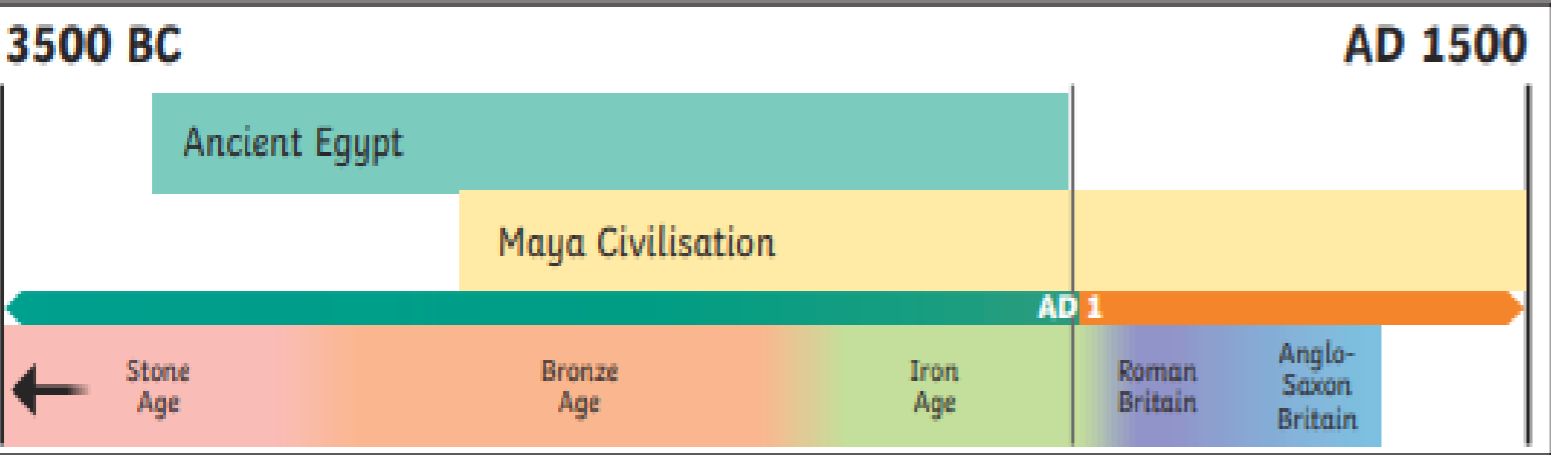 3500 BC
AD 1500
Ancient Egypt
Maya Civilisation
AD 1
Stone
Age
Bronze
Age
Iron
Age
Roman
Britain
Anglo-
Saxon
Britain